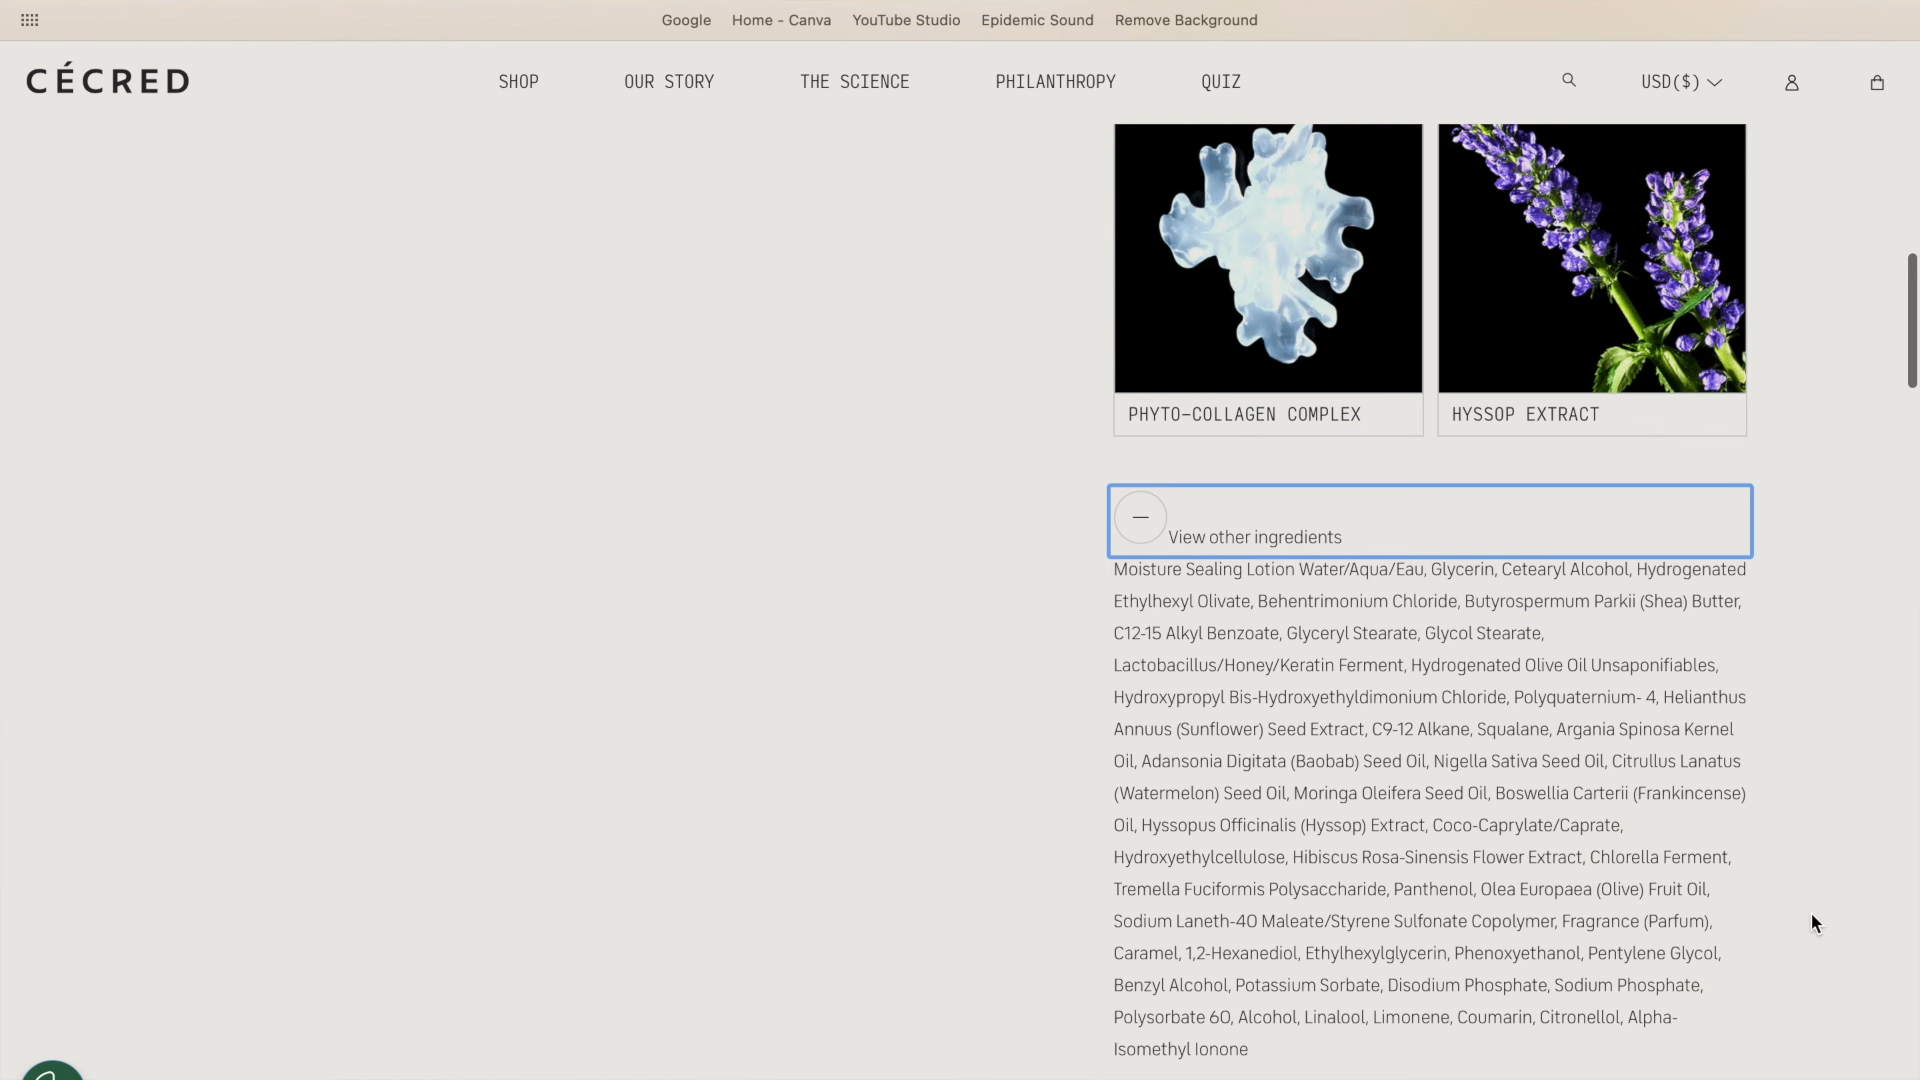 Google Home - Canva YouTube Studio Epidemic Sound Remove Background
CÉCRED SHOP OUR STORY THE SCIENCE PHILANTHROPY QUIZ USD($)
PHYTO-COLLAGEN COMPLEX HYSSOP EXTRACT
View other ingredients
Moisture Sealing Lotion Water/Aqua/Eau, Glycerin, Cetearyl Alcohol, Hydrogenated
Ethylhexyl Olivate, Behentrimonium Chloride, Butyrospermum Parkii (Shea) Butter,
C12-15 Alkyl Benzoate, Glyceryl Stearate, Glycol Stearate,
Lactobacillus/Honey/Keratin Ferment, Hydrogenated Olive Oil Unsaponifiables,
Hydroxypropyl Bis-Hydroxyethyldimonium Chloride, Polyquaternium- 4, Helianthus
Annuus (Sunflower) Seed Extract, C9-12 Alkane, Squalane, Argania Spinosa Kernel
Oil, Adansonia Digitata (Baobab) Seed Oil, Nigella Sativa Seed Oil, Citrullus Lanatus
(Watermelon) Seed Oil, Moringa Oleifera Seed Oil, Boswellia Carterii (Frankincense)
Oil, Hyssopus Officinalis (Hyssop) Extract, Coco-Caprylate/Caprate,
Hydroxyethylcellulose, Hibiscus Rosa-Sinensis Flower Extract, Chlorella Ferment,
Tremella Fuciformis Polysaccharide, Panthenol, Olea Europaea (Olive) Fruit Oil,
Sodium Laneth-40 Maleate/Styrene Sulfonate Copolymer, Fragrance (Parfum),
Caramel, 1,2-Hexanediol, Ethylhexylglycerin, Phenoxyethanol, Pentylene Glycol,
Benzyl Alcohol, Potassium Sorbate, Disodium Phosphate, Sodium Phosphate,
Polysorbate 60, Alcohol, Linalool, Limonene, Coumarin, Citronellol, Alpha-
Isomethyl Ionone